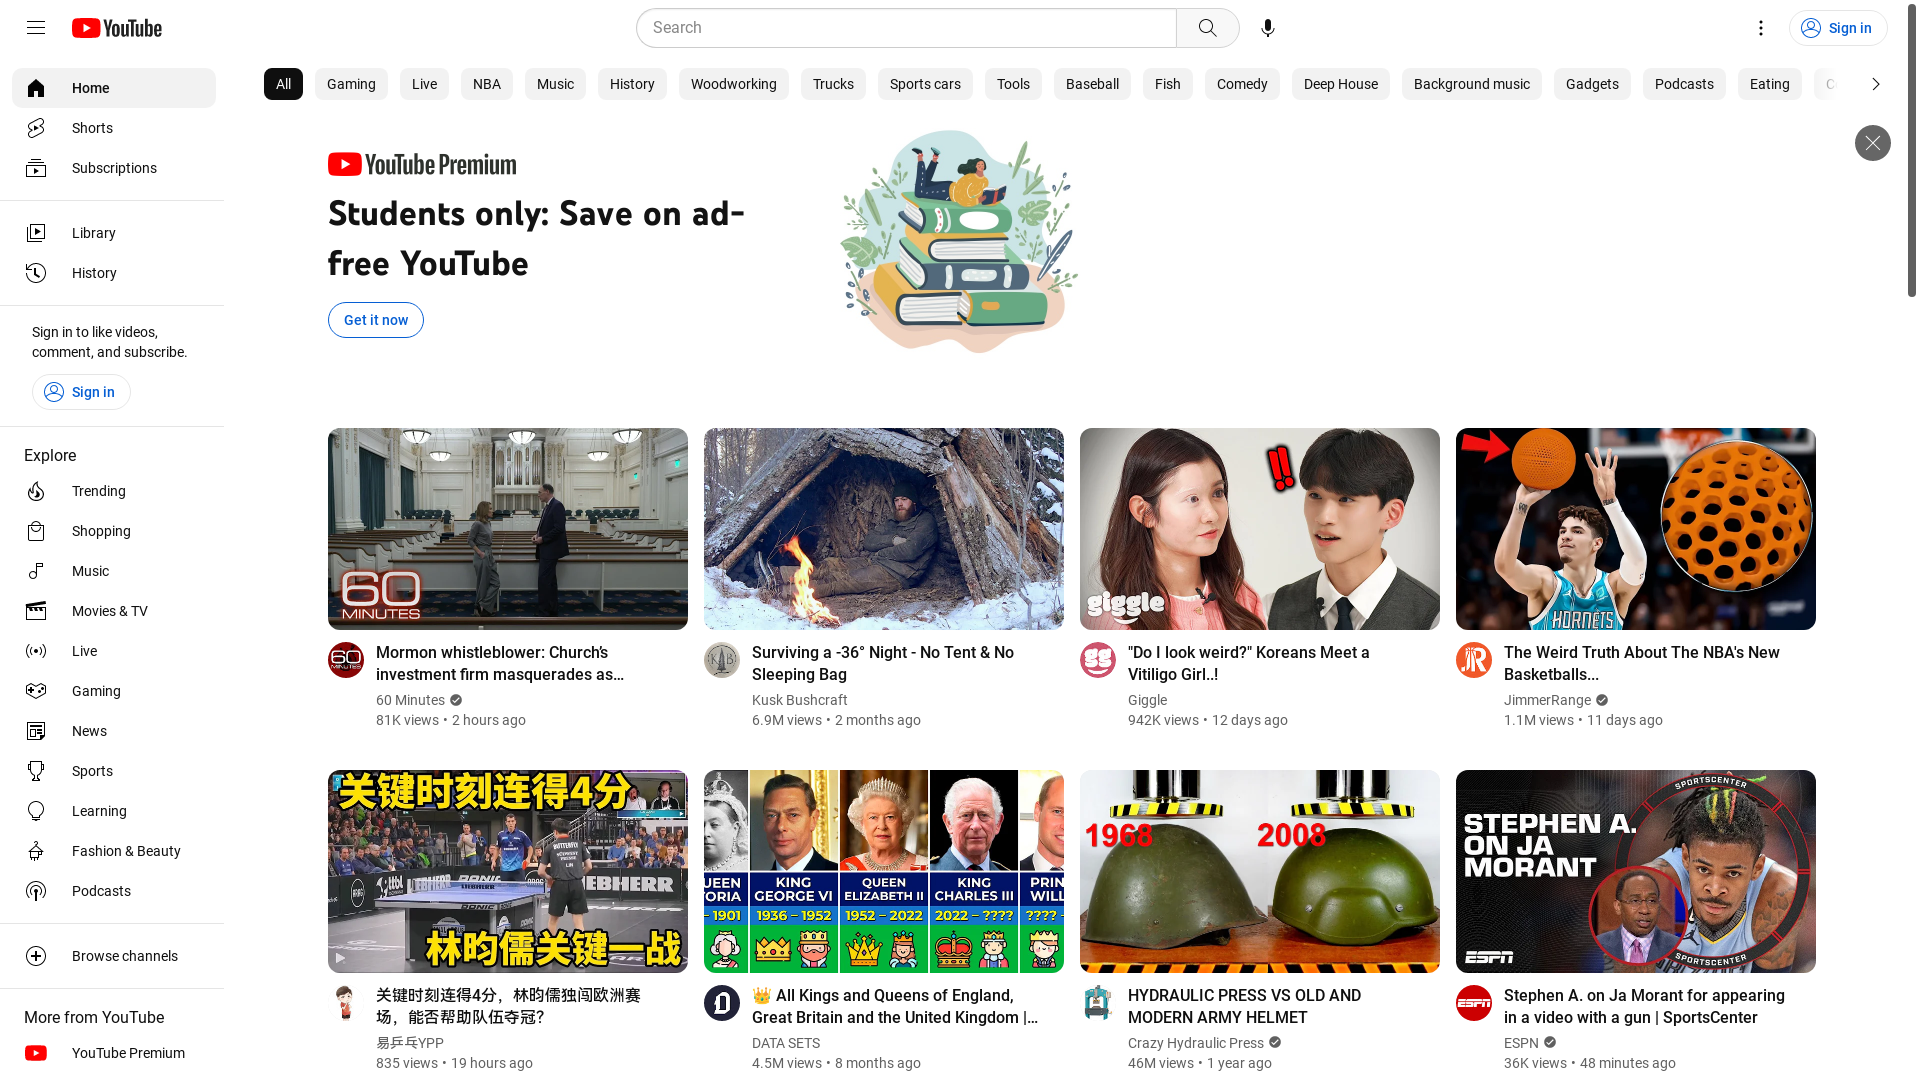 YouTube
Search
Sign in
Home
Shorts
Subscriptions
Library
History
Sign in to like videos,
comment, and subscribe.
Sign in
Explore
Trending
Shopping
Music
Movies & TV
Live
Gaming
News
Sports
Learning
Fashion & Beauty
Podcasts
Browse channels
More from YouTube
YouTube Premium
All
Gaming
Live
NBA
Music
History
Woodworking
Trucks
Sports cars
Tools
Baseball
Fish
Comedy
Deep House
Background music
Gadgets
Podcasts
Eating
YouTube Premium
Students only: Save on ad-
free YouTube
Get it now
60
MINUTES
60
MINUTES
Mormon whistleblower: Church's
investment firm masquerades as...
60 Minutes
81K views • 2 hours ago
KB
Surviving a -36° Night - No Tent & No
Sleeping Bag
Kusk Bushcraft
6.9M views • 2 months ago
!!
giggle
gg
"Do I look weird?" Koreans Meet a
Vitiligo Girl..!
Giggle
942K views • 12 days ago
HORNETS
JR
The Weird Truth About The NBA's New
Basketballs...
JimmerRange
1.1M views • 11 days ago
关键时刻连得4分
BUTTERFLY
LIN
LIEBHERR
LIEBHERR
DONIC
林昀儒关键一战
关键时刻连得4分，林昀儒独闯欧洲赛
场，能否帮助队伍夺冠？
易乒乓YPP
835 views • 19 hours ago
UEEN
ORIA
– 1901
KING
GEORGE VI
1936 – 1952
QUEEN
ELIZABETH II
1952 – 2022
KING
CHARLES III
2022 – ????
PRIN
WILL
???? –
👑 All Kings and Queens of England,
Great Britain and the United Kingdom |...
DATA SETS
4.5M views • 8 months ago
1968
2008
HYDRAULIC PRESS VS OLD AND
MODERN ARMY HELMET
Crazy Hydraulic Press
46M views • 1 year ago
SPORTSCENTER
STEPHEN A.
ON JA
MORANT
ESPN
SPORTSCENTER
ESPN
Stephen A. on Ja Morant for appearing
in a video with a gun | SportsCenter
ESPN
36K views • 48 minutes ago